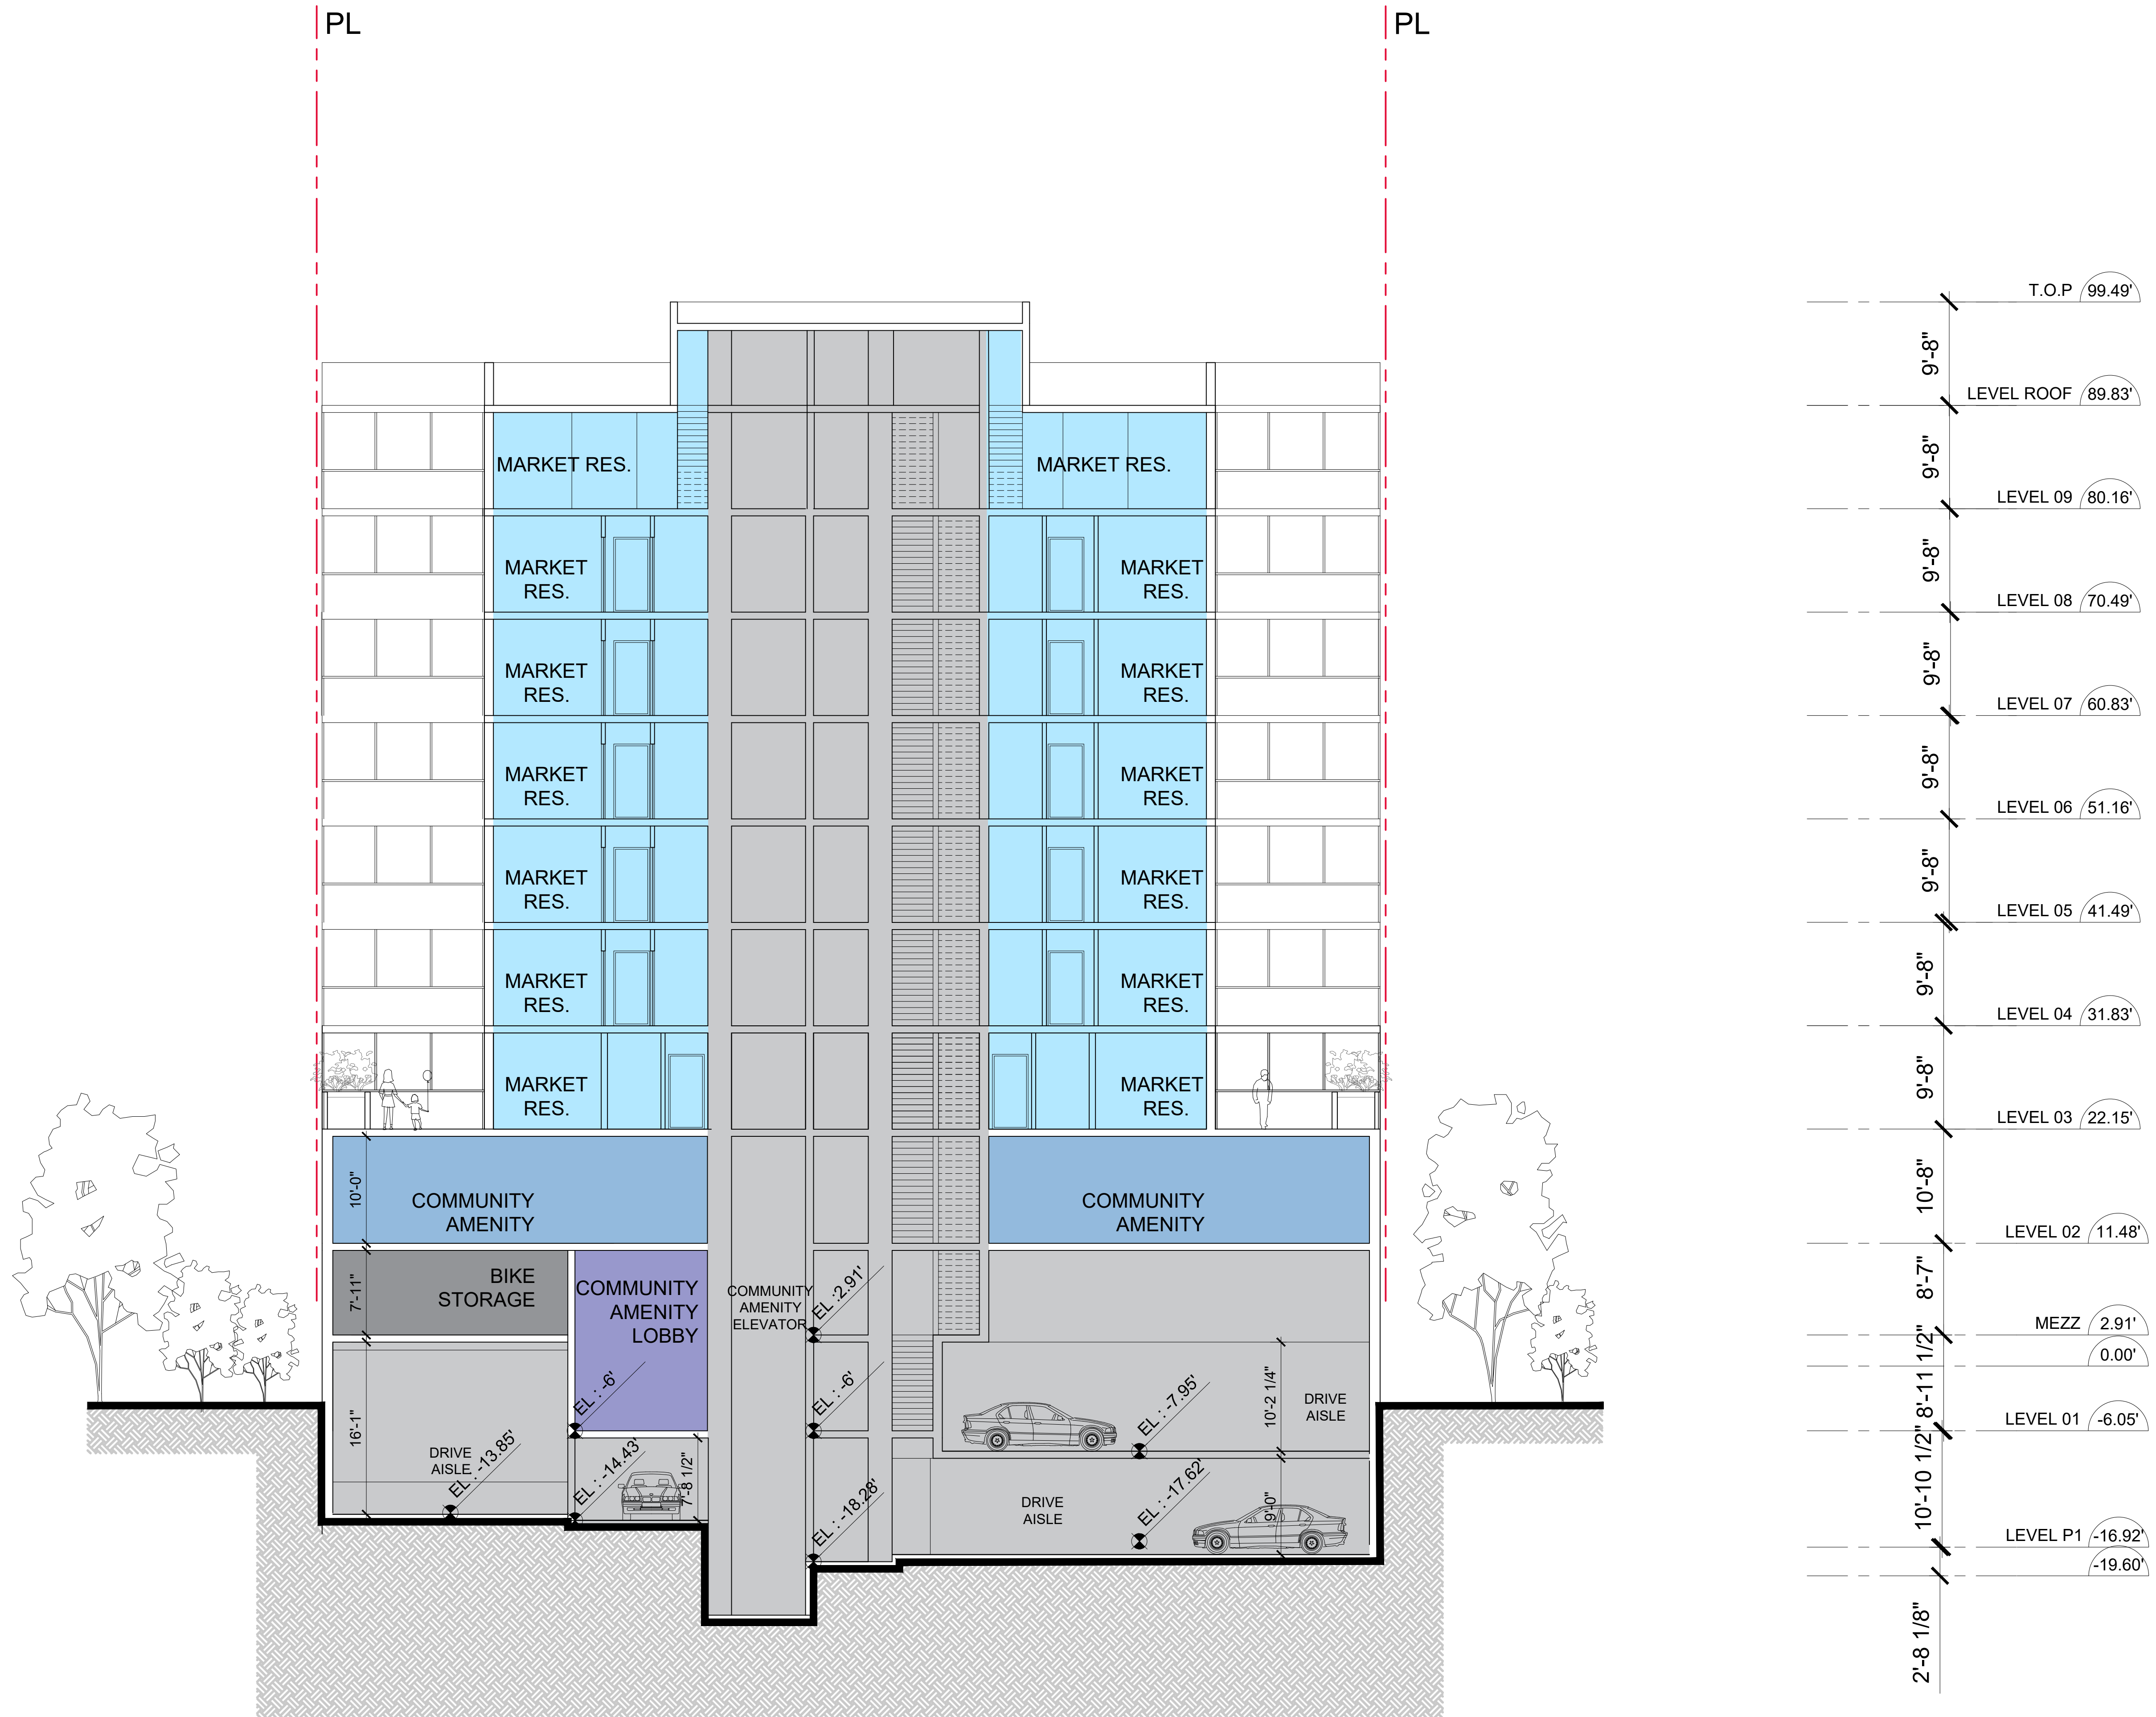 PL
PL
T.O.P 99.49'
9'-8"
LEVEL ROOF 89.83'
MARKET RES.
MARKET RES.
9'-8"
LEVEL 09 80.16'
MARKET
RES.
MARKET
RES.
9'-8"
LEVEL 08 70.49'
MARKET
RES.
MARKET
RES.
9'-8"
LEVEL 07 60.83'
MARKET
RES.
MARKET
RES.
9'-8"
LEVEL 06 51.16'
MARKET
RES.
MARKET
RES.
9'-8"
LEVEL 05 41.49'
MARKET
RES.
MARKET
RES.
9'-8"
LEVEL 04 31.83'
MARKET
RES.
MARKET
RES.
9'-8"
LEVEL 03 22.15'
10'-0"
COMMUNITY
AMENITY
COMMUNITY
AMENITY
10'-8"
LEVEL 02 11.48'
7'-11"
BIKE
STORAGE
COMMUNITY
AMENITY
LOBBY
COMMUNITY
AMENITY
ELEVATOR
EL :2.91'
8'-7"
MEZZ 2.91'
0.00'
8'-11 1/2"
16'-1"
DRIVE
AISLE
EL : -13.85'
EL : -6'
EL : -6'
EL : -7.95'
10'-2 1/4"
DRIVE
AISLE
LEVEL 01 -6.05'
EL : -14.43'
7'-8 1/2"
EL : -18.28'
DRIVE
AISLE
EL : -17.62'
9'-0"
10'-10 1/2"
LEVEL P1 -16.92'
-19.60'
2'-8 1/8"